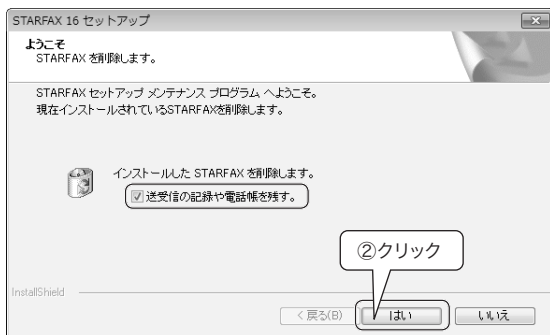 STARFAX 16 セットアップ
ようこそ
STARFAX を削除します。
STARFAX セットアップ メンテナンス プログラム へようこそ。
現在インストールされているSTARFAXを削除します。
インストールした STARFAX を削除します。
送受信の記録や電話帳を残す。
②クリック
InstallShield
< 戻る(B)
はい
いいえ